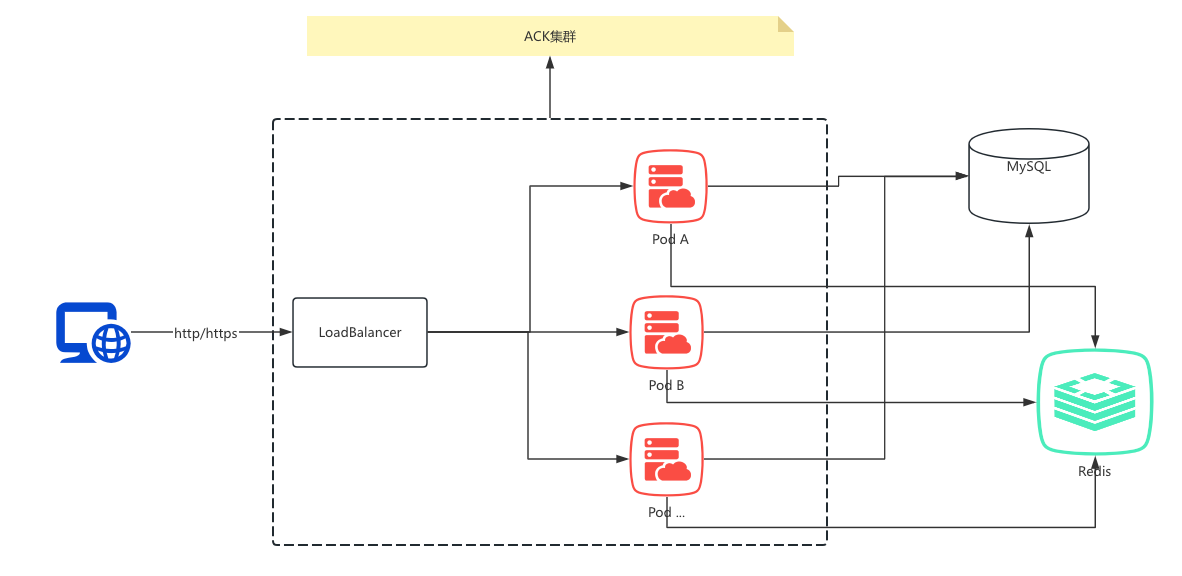 ACK集群
MySQL
Pod A
http/https
LoadBalancer
Pod B
Redis
Pod ...